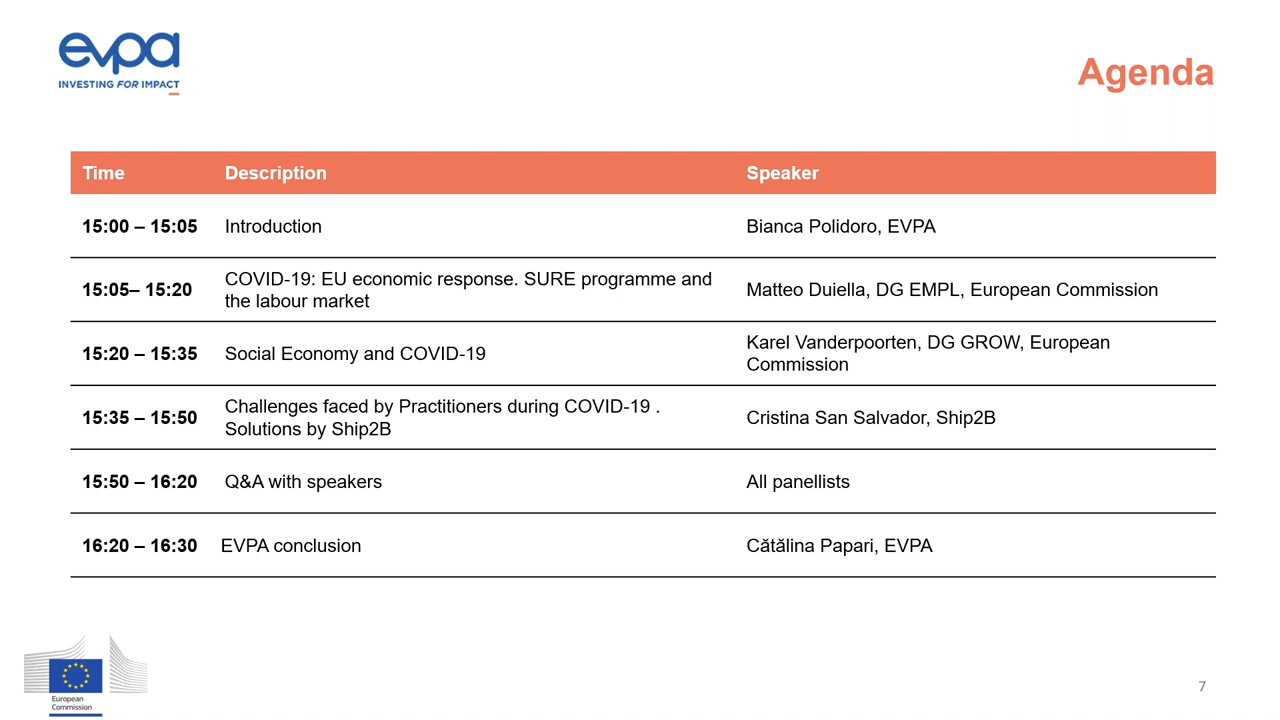 evpa
INVESTING FOR IMPACT
Agenda
Time Description Speaker
15:00 – 15:05 Introduction Bianca Polidoro, EVPA
COVID-19: EU economic response. SURE programme and
15:05– 15:20 the labour market Matteo Duiella, DG EMPL, European Commission
15:20 – 15:35 Social Economy and COVID-19 Karel Vanderpoorten, DG GROW, European
Commission
Challenges faced by Practitioners during COVID-19 .
15:35 – 15:50 Solutions by Ship2B Cristina San Salvador, Ship2B
15:50 – 16:20 Q&A with speakers All panellists
16:20 – 16:30 EVPA conclusion Cătălina Papari, EVPA
European
Commission
7